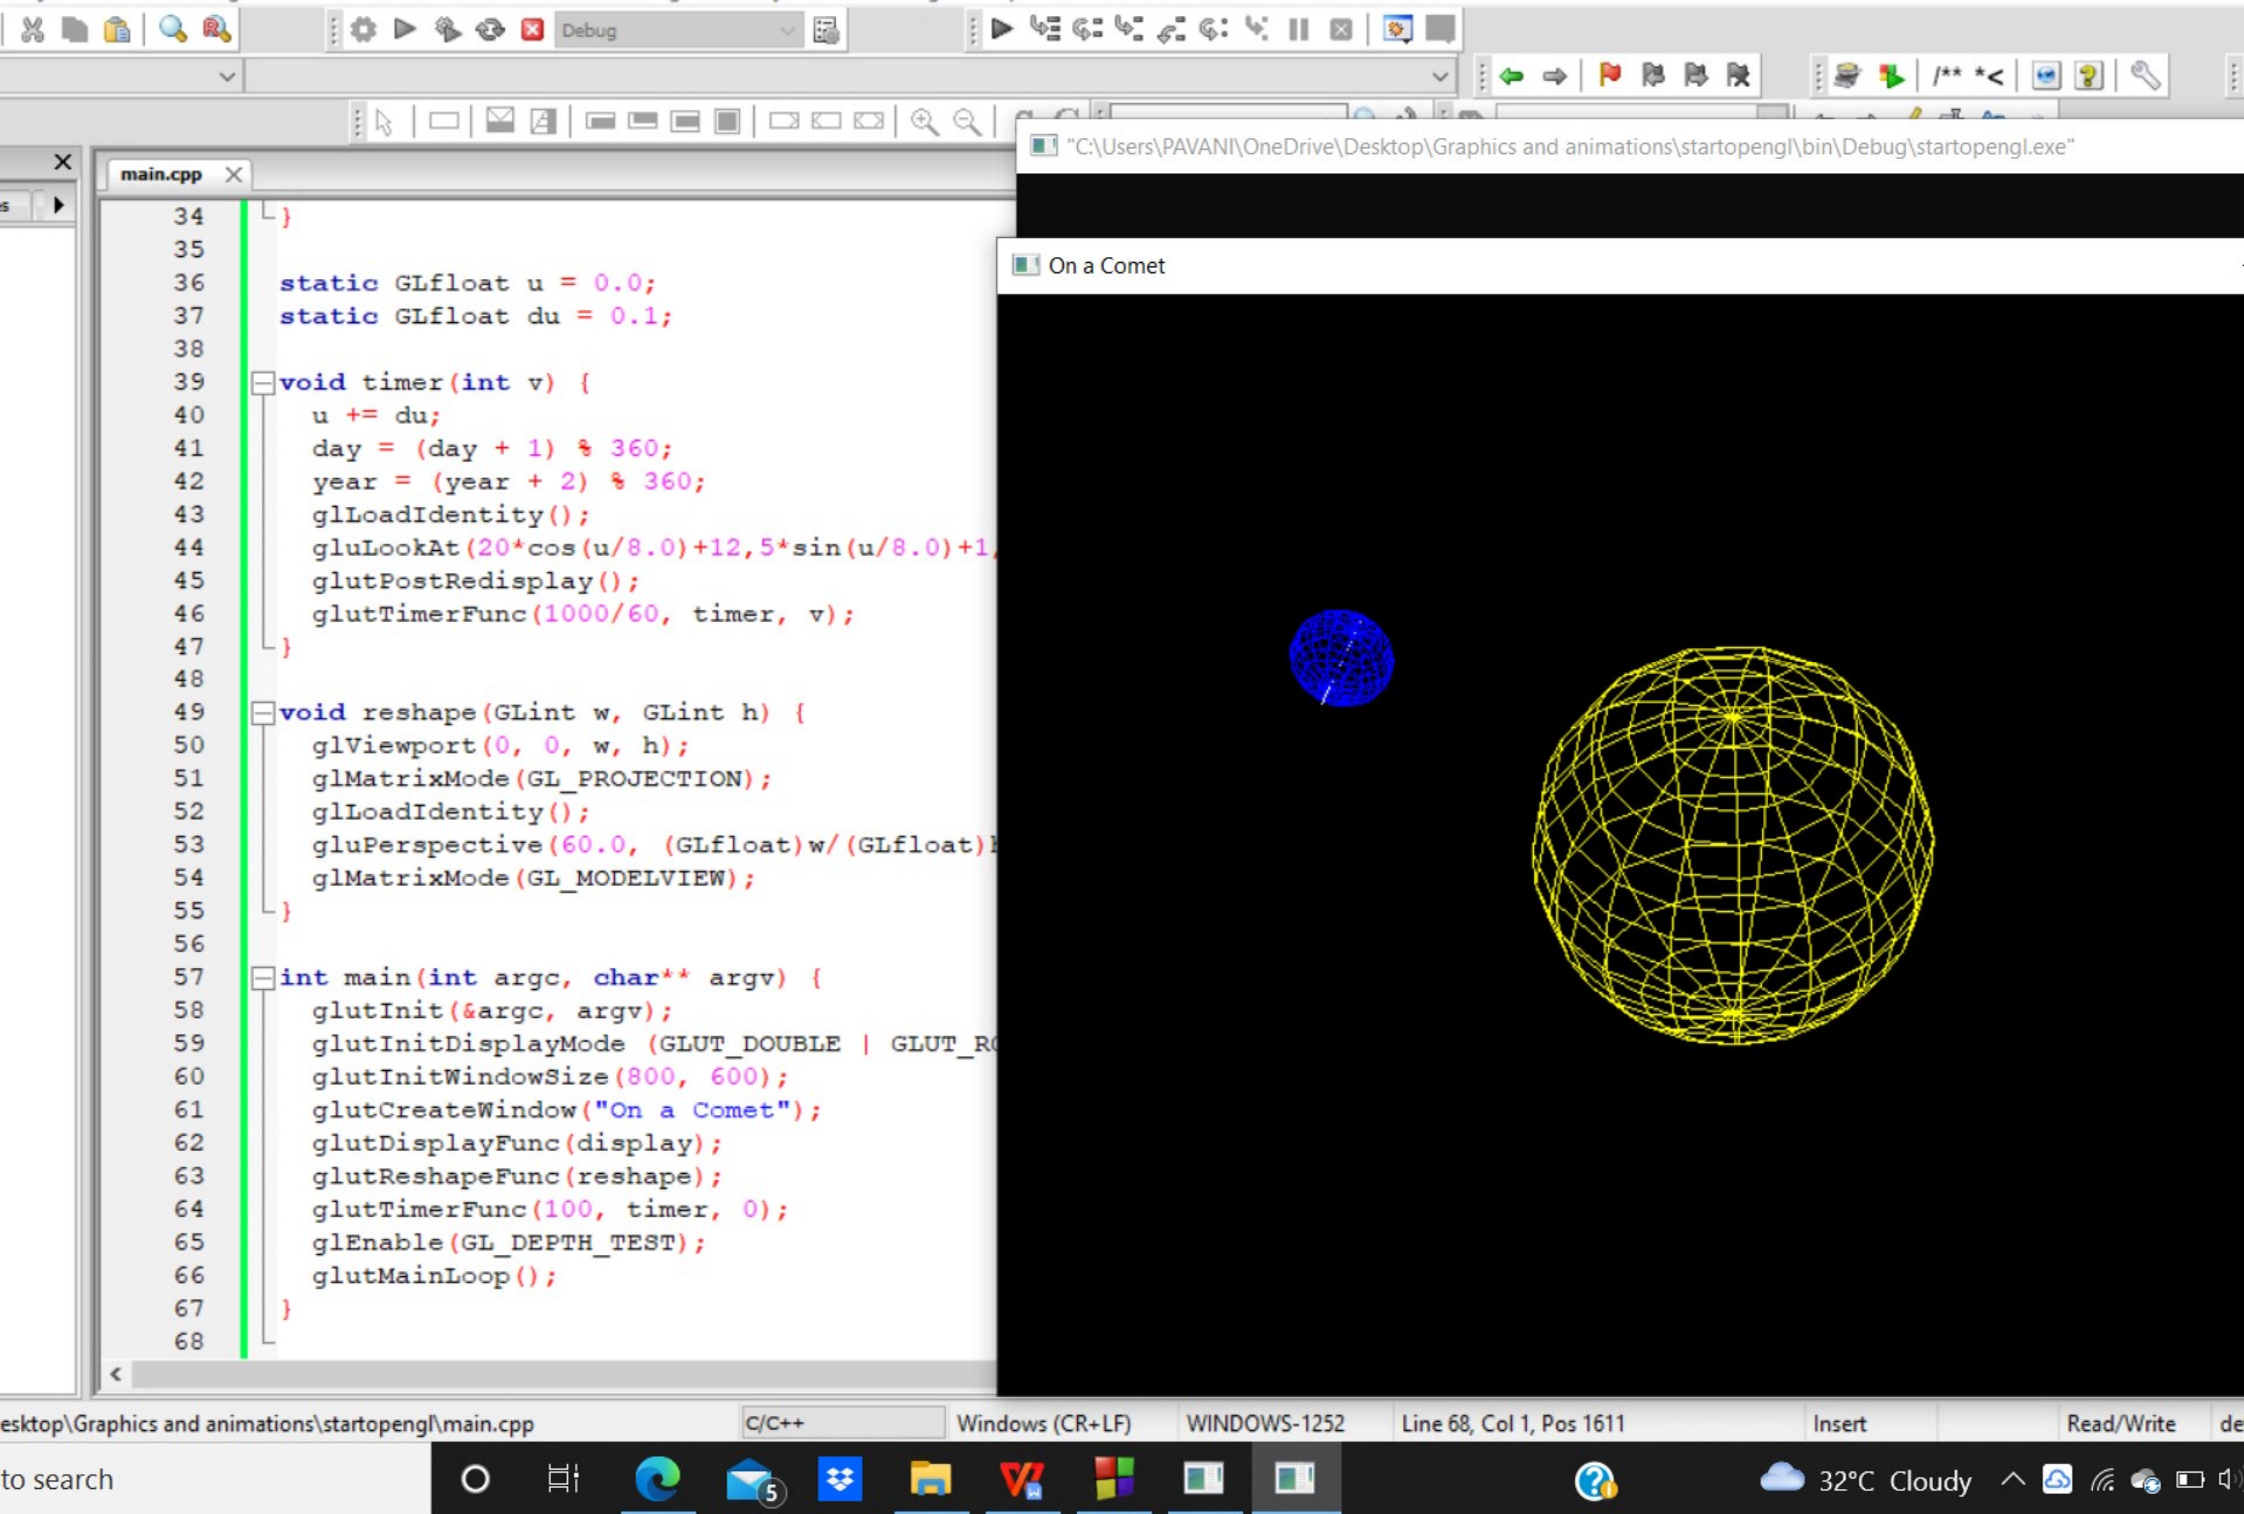 Debug
/** *<
"C:\Users\PAVANI\OneDrive\Desktop\Graphics and animations\startopengl\bin\Debug\startopengl.exe"
main.cpp
On a Comet
34 }
35
36 static GLfloat u = 0.0;
37 static GLfloat du = 0.1;
38
39 void timer(int v) {
40 u += du;
41 day = (day + 1) % 360;
42 year = (year + 2) % 360;
43 glLoadIdentity();
44 gluLookAt(20*cos(u/8.0)+12,5*sin(u/8.0)+1,
45 glutPostRedisplay();
46 glutTimerFunc(1000/60, timer, v);
47 }
48
49 void reshape(GLint w, GLint h) {
50 glViewport(0, 0, w, h);
51 glMatrixMode(GL_PROJECTION);
52 glLoadIdentity();
53 gluPerspective(60.0, (GLfloat)w/(GLfloat)
54 glMatrixMode(GL_MODELVIEW);
55 }
56
57 int main(int argc, char** argv) {
58 glutInit(&argc, argv);
59 glutInitDisplayMode (GLUT_DOUBLE |
60 glutInitWindowSize(800, 600);
61 glutCreateWindow("On a Comet");
62 glutDisplayFunc(display);
63 glutReshapeFunc(reshape);
64 glutTimerFunc(100, timer, 0);
65 glEnable(GL_DEPTH_TEST);
66 glutMainLoop();
67 }
68
esktop\Graphics and animations\startopengl\main.cpp C/C++ Windows (CR+LF) WINDOWS-1252 Line 68, Col 1, Pos 1611 Insert Read/Write de
to search 5 32°C Cloudy